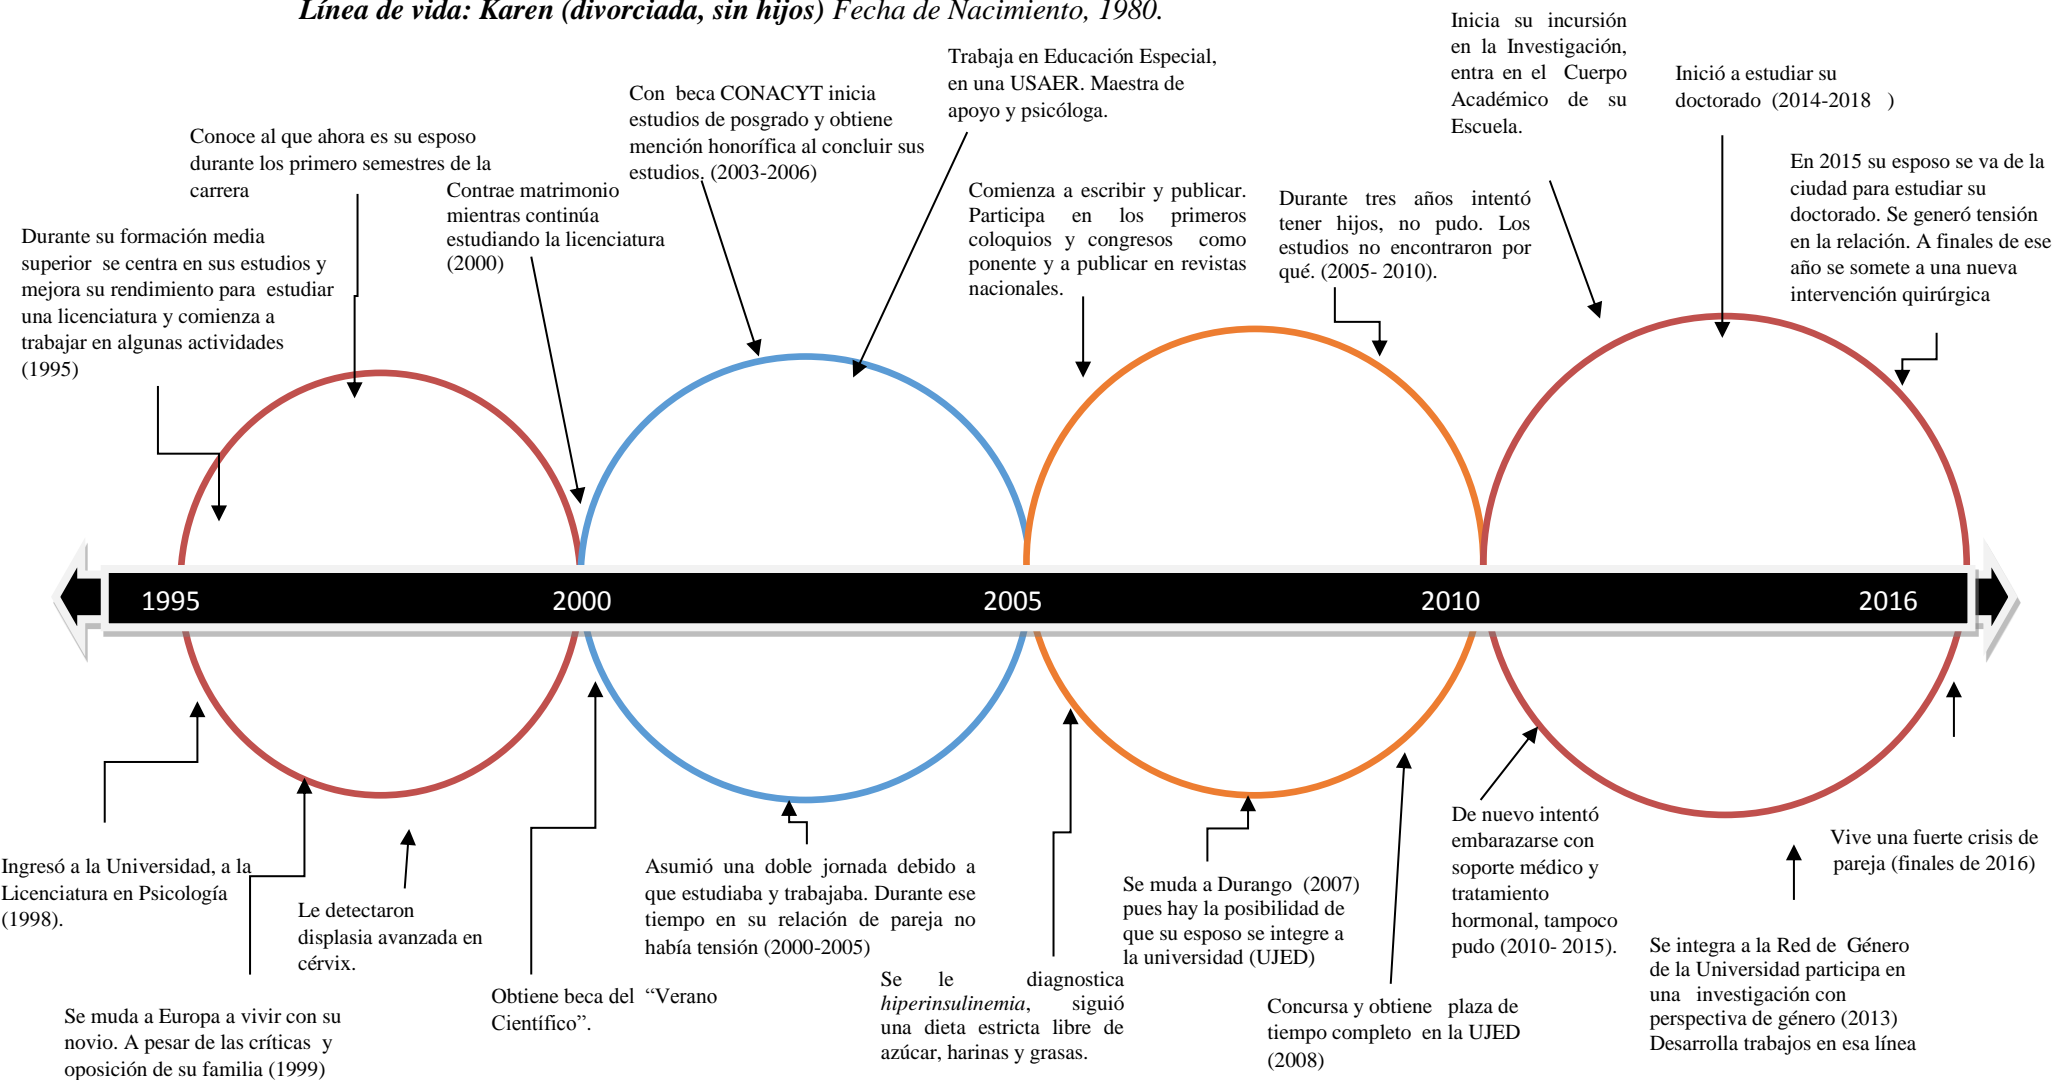 Línea de vida: Karen (divorciada, sin hijos) Fecha de Nacimiento, 1980.
Durante su formación media
superior se centra en sus estudios y
mejora su rendimiento para estudiar
una licenciatura y comienza a
trabajar en algunas actividades
(1995)
Conoce al que ahora es su esposo
durante los primero semestres de la
carrera
Contrae matrimonio
mientras continúa
estudiando la licenciatura
(2000)
Con beca CONACYT inicia
estudios de posgrado y obtiene
mención honorífica al concluir sus
estudios. (2003-2006)
Trabaja en Educación Especial,
en una USAER. Maestra de
apoyo y psicóloga.
Comienza a escribir y publicar.
Participa en los primeros
coloquios y congresos como
ponente y a publicar en revistas
nacionales.
Durante tres años intentó
tener hijos, no pudo. Los
estudios no encontraron por
qué. (2005- 2010).
Inicia su incursión
en la Investigación,
entra en el Cuerpo
Académico de su
Escuela.
Inició a estudiar su
doctorado (2014-2018 )
En 2015 su esposo se va de la
ciudad para estudiar su
doctorado. Se generó tensión
en la relación. A finales de ese
año se somete a una nueva
intervención quirúrgica
1995 2000 2005 2010 2016
Ingresó a la Universidad, a la
Licenciatura en Psicología
(1998).
Se muda a Europa a vivir con su
novio. A pesar de las críticas y
oposición de su familia (1999)
Le detectaron
displasia avanzada en
cérvix.
Obtiene beca del “Verano
Científico”.
Asumió una doble jornada debido a
que estudiaba y trabajaba. Durante ese
tiempo en su relación de pareja no
había tensión (2000-2005)
Se le diagnostica
hiperinsulinemia, siguió
una dieta estricta libre de
azúcar, harinas y grasas.
Se muda a Durango (2007)
pues hay la posibilidad de
que su esposo se integre a
la universidad (UJED)
Concursa y obtiene plaza de
tiempo completo en la UJED
(2008)
De nuevo intentó
embarazarse con
soporte médico y
tratamiento
hormonal, tampoco
pudo (2010- 2015).
Se integra a la Red de Género
de la Universidad participa en
una investigación con
perspectiva de género (2013)
Desarrolla trabajos en esa línea
Vive una fuerte crisis de
pareja (finales de 2016)